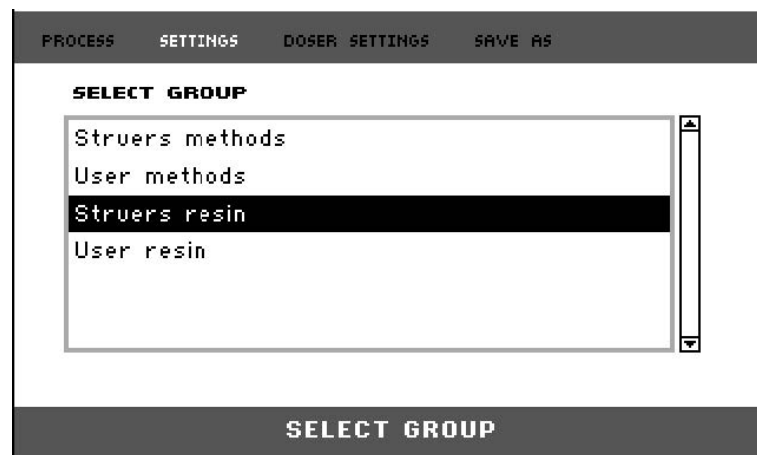 PROCESS SETTINGS DOSER SETTINGS SAVE AS
SELECT GROUP
Struers methods
User methods
Struers resin
User resin
SELECT GROUP